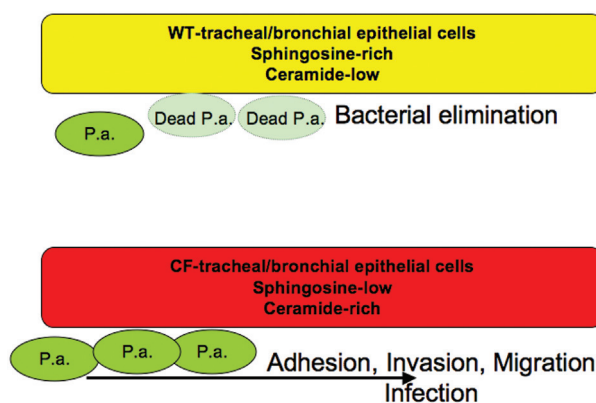 WT-tracheal/bronchial epithelial cells
Sphingosine-rich
Ceramide-low
P.a.
Dead P.a.
Dead P.a.
Bacterial elimination
CF-tracheal/bronchial epithelial cells
Sphingosine-low
Ceramide-rich
P.a.
P.a.
P.a.
Adhesion, Invasion, Migration
Infection